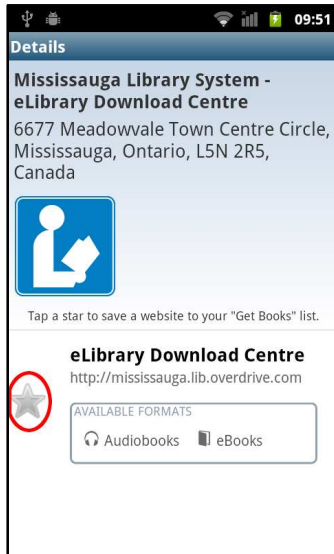 09:51
Details
Mississauga Library System -
eLibrary Download Centre
6677 Meadowvale Town Centre Circle,
Mississauga, Ontario, L5N 2R5,
Canada
Tap a star to save a website to your "Get Books" list.
eLibrary Download Centre
http://mississauga.lib.overdrive.com
AVAILABLE FORMATS
Audiobooks eBooks